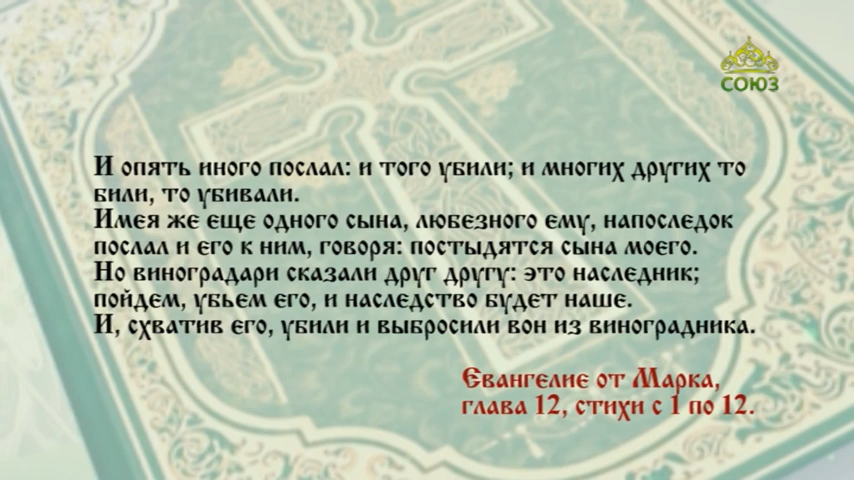 СОЮЗ
И опять иного послал: и того убили; и многих других то
били, то убивали.
Имея же еще одного сына, любезного ему, напоследок
послал и его к ним, говоря: постыдятся сына моего.
Но виноградари сказали друг другу: это наследник;
пойдем, убьем его, и наследство будет наше.
И, схватив его, убили и выбросили вон из виноградника.
Евангелие от Марка,
глава 12, стихи с 1 по 12.